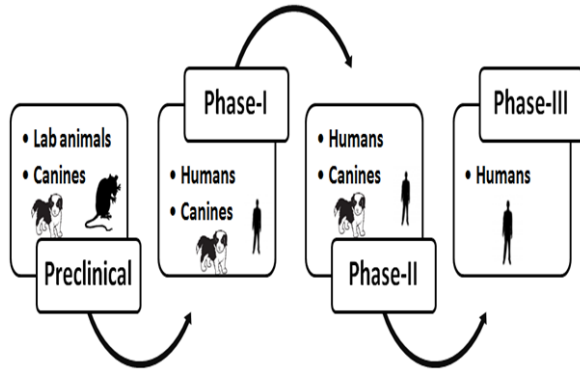 • Lab animals
• Canines
Preclinical
Phase-I
• Humans
• Canines
• Humans
• Canines
Phase-II
Phase-III
• Humans